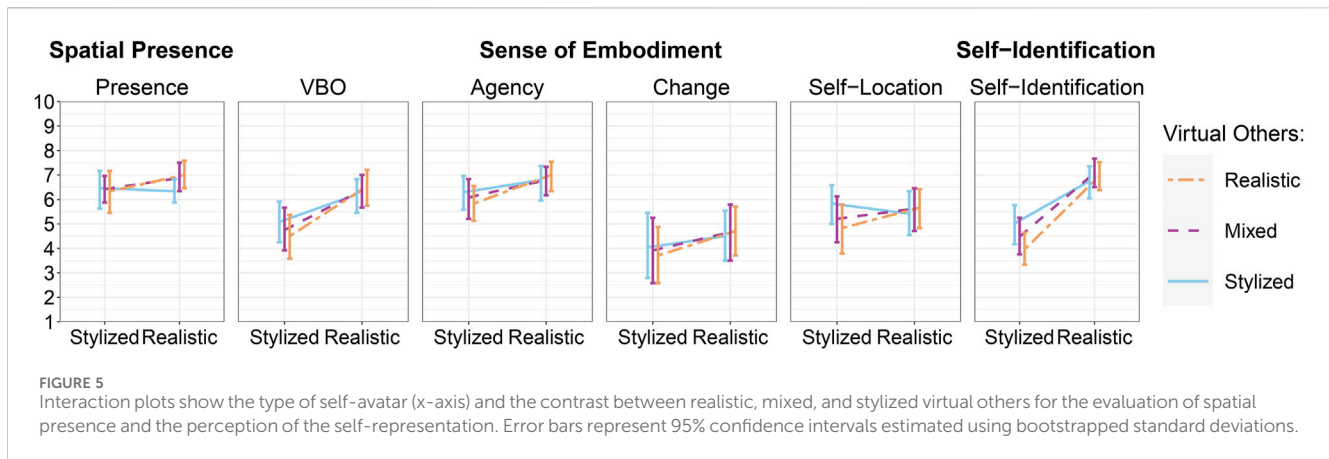 Spatial Presence Sense of Embodiment Self−Identification
Presence VBO Agency Change Self−Location Self−Identification
10
9
8
7
6
5
4
3
2
1
Stylized Realistic Stylized Realistic Stylized Realistic Stylized Realistic Stylized Realistic Stylized Realistic
Virtual Others:
Realistic
Mixed
Stylized
FIGURE 5
Interaction plots show the type of self-avatar (x-axis) and the contrast between realistic, mixed, and stylized virtual others for the evaluation of spatial
presence and the perception of the self-representation. Error bars represent 95% confidence intervals estimated using bootstrapped standard deviations.